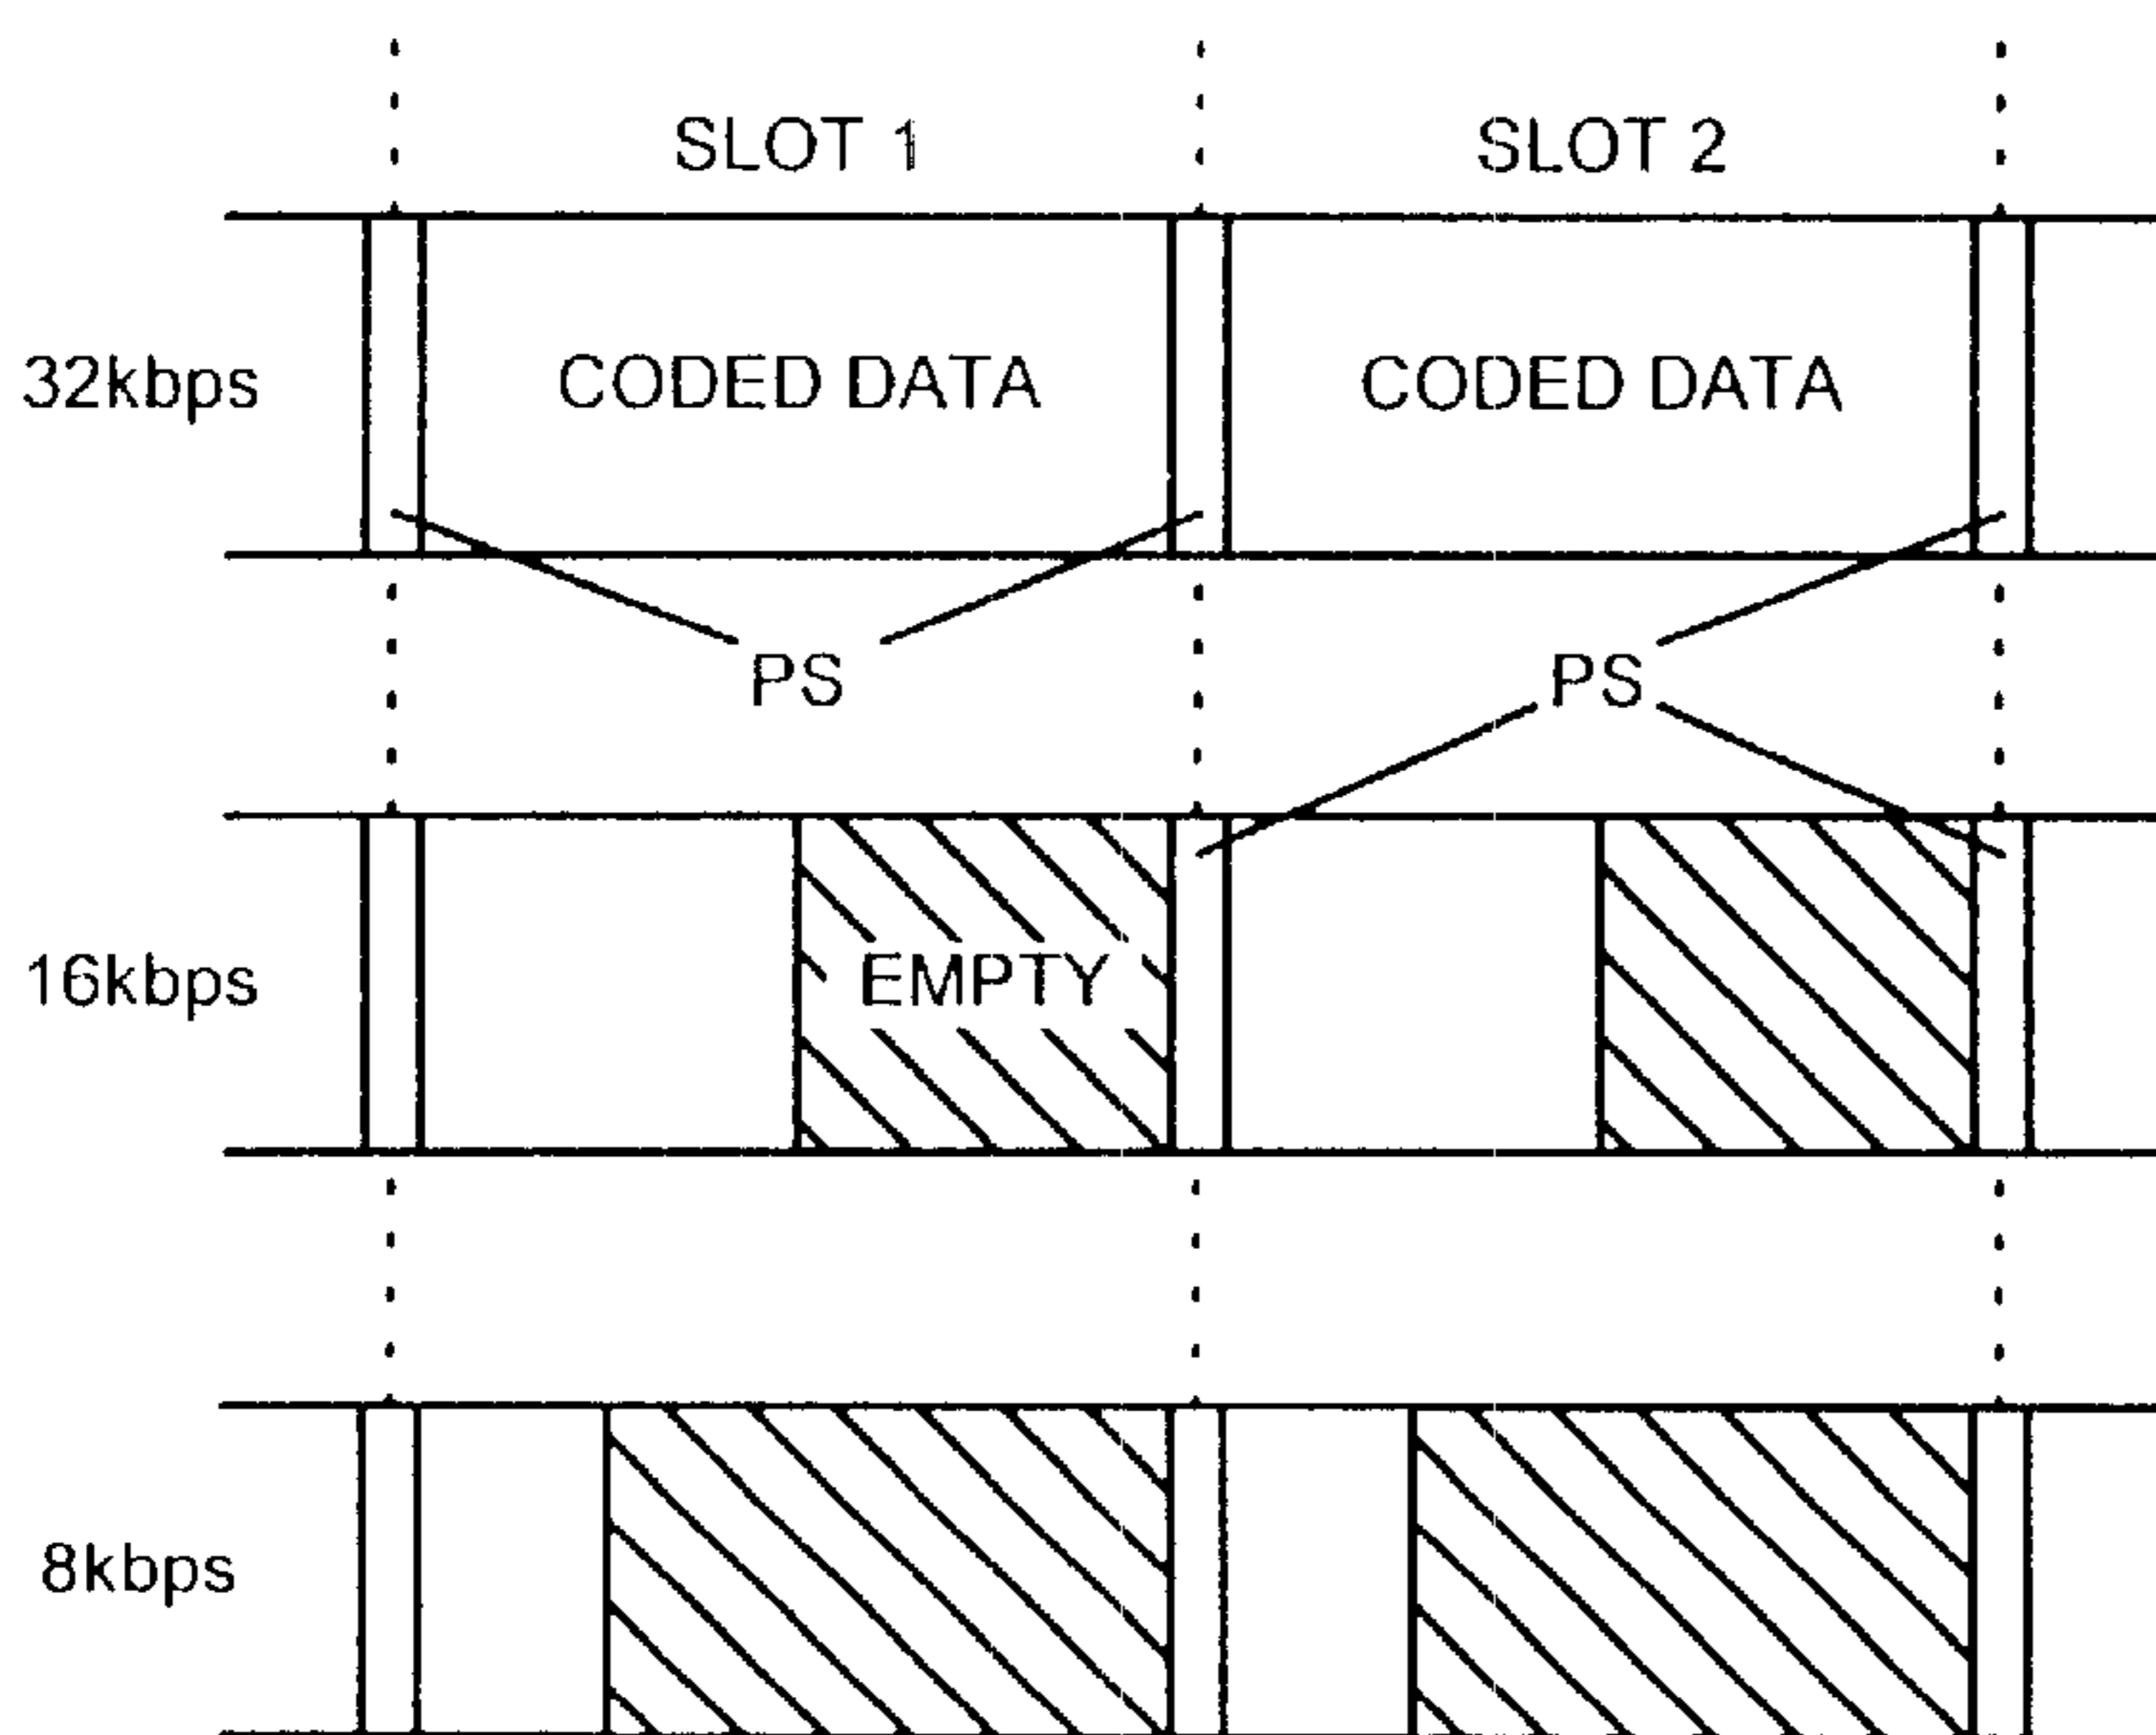 SLOT 1 SLOT 2
32kbps CODED DATA CODED DATA
PS PS
16kbps EMPTY
8kbps